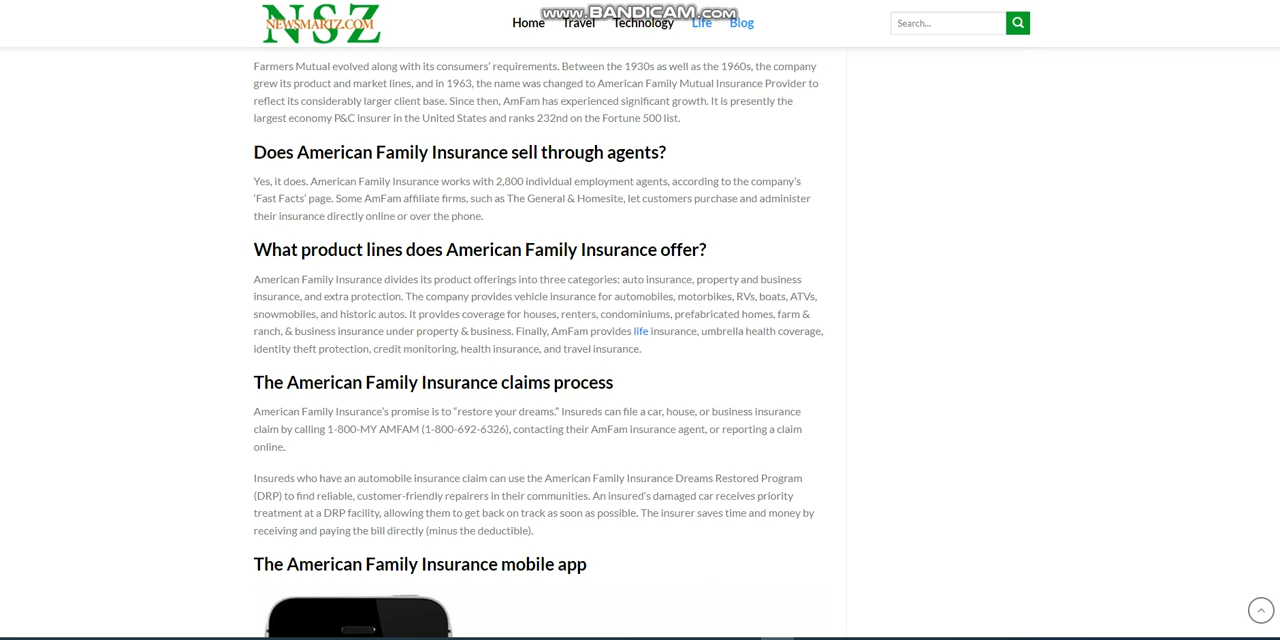 www.BANDICAM.com
NSZ
NEWSMARTZ.COM
Home Travel Technology Life Blog
Search...
Farmers Mutual evolved along with its consumers’ requirements. Between the 1930s as well as the 1960s, the company
grew its product and market lines, and in 1963, the name was changed to American Family Mutual Insurance Provider to
reflect its considerably larger client base. Since then, AmFam has experienced significant growth. It is presently the
largest economy P&C insurer in the United States and ranks 232nd on the Fortune 500 list.
Does American Family Insurance sell through agents?
Yes, it does. American Family Insurance works with 2,800 individual employment agents, according to the company’s
‘Fast Facts’ page. Some AmFam affiliate firms, such as The General & Homesite, let customers purchase and administer
their insurance directly online or over the phone.
What product lines does American Family Insurance offer?
American Family Insurance divides its product offerings into three categories: auto insurance, property and business
insurance, and extra protection. The company provides vehicle insurance for automobiles, motorbikes, RVs, boats, ATVs,
snowmobiles, and historic autos. It provides coverage for houses, renters, condominiums, prefabricated homes, farm &
ranch, & business insurance under property & business. Finally, AmFam provides life insurance, umbrella health coverage,
identity theft protection, credit monitoring, health insurance, and travel insurance.
The American Family Insurance claims process
American Family Insurance’s promise is to “restore your dreams.” Insureds can file a car, house, or business insurance
claim by calling 1-800-MY AMFAM (1-800-692-6326), contacting their AmFam insurance agent, or reporting a claim
online.
Insureds who have an automobile insurance claim can use the American Family Insurance Dreams Restored Program
(DRP) to find reliable, customer-friendly repairers in their communities. An insured’s damaged car receives priority
treatment at a DRP facility, allowing them to get back on track as soon as possible. The insurer saves time and money by
receiving and paying the bill directly (minus the deductible).
The American Family Insurance mobile app